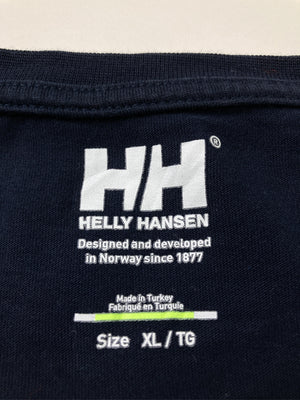 HH®
HELLY HANSEN
Designed and developed
in Norway since 1877
Made in Turkey
Fabriqué en Turquie
Size XL / TG